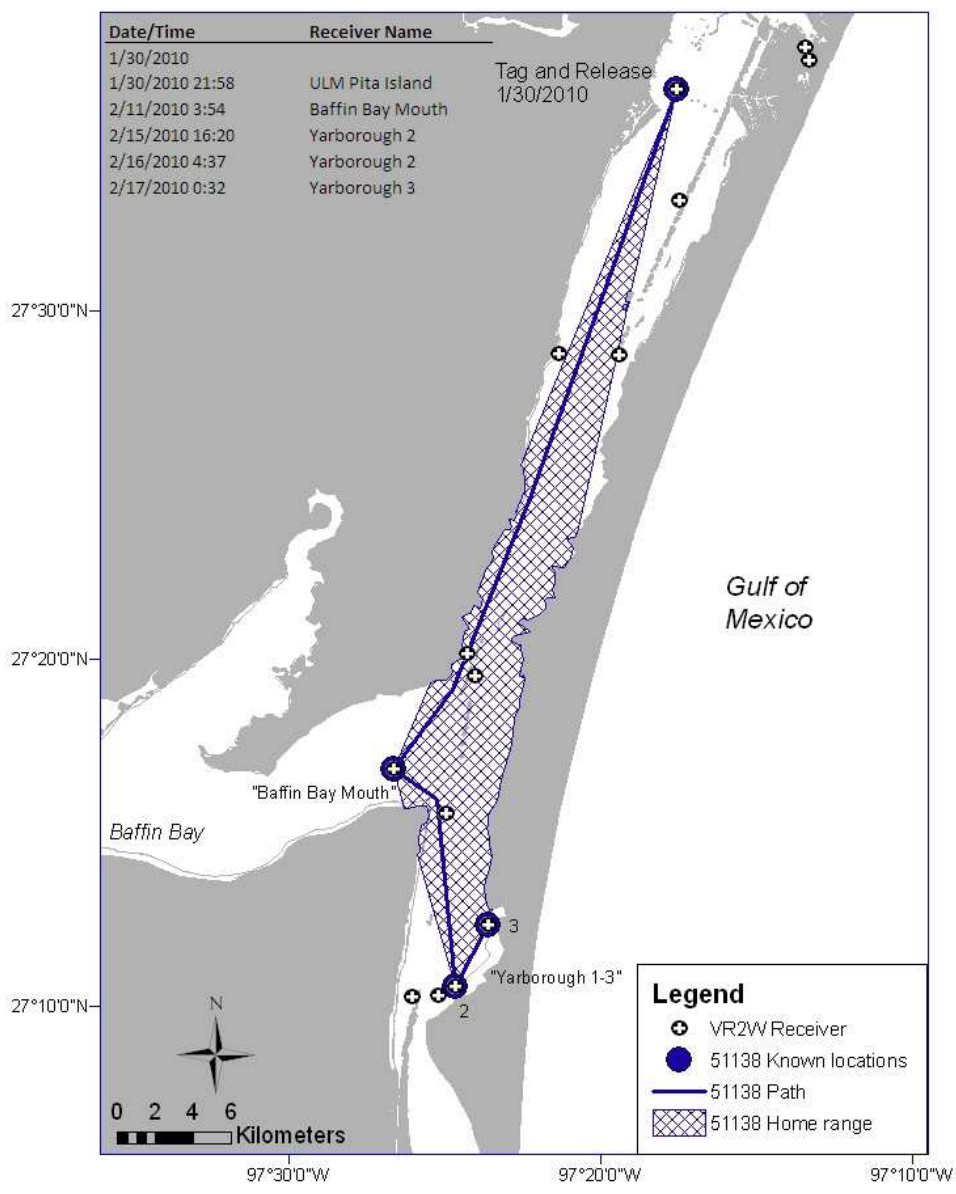 Date/Time Receiver Name
1/30/2010
1/30/2010 21:58 ULM Pita Island
2/11/2010 3:54 Baffin Bay Mouth
2/15/2010 16:20 Yarborough 2
2/16/2010 4:37 Yarborough 2
2/17/2010 0:32 Yarborough 3
Tag and Release
1/30/2010
27°30'0"N
Gulf of
Mexico
27°20'0"N
"Baffin Bay Mouth"
Baffin Bay
3
"Yarborough 1-3"
27°10'0"N
2
N
0 2 4 6
Kilometers
Legend
VR2W Receiver
51138 Known locations
51138 Path
51138 Home range
97°30'0"W 97°20'0"W 97°10'0"W